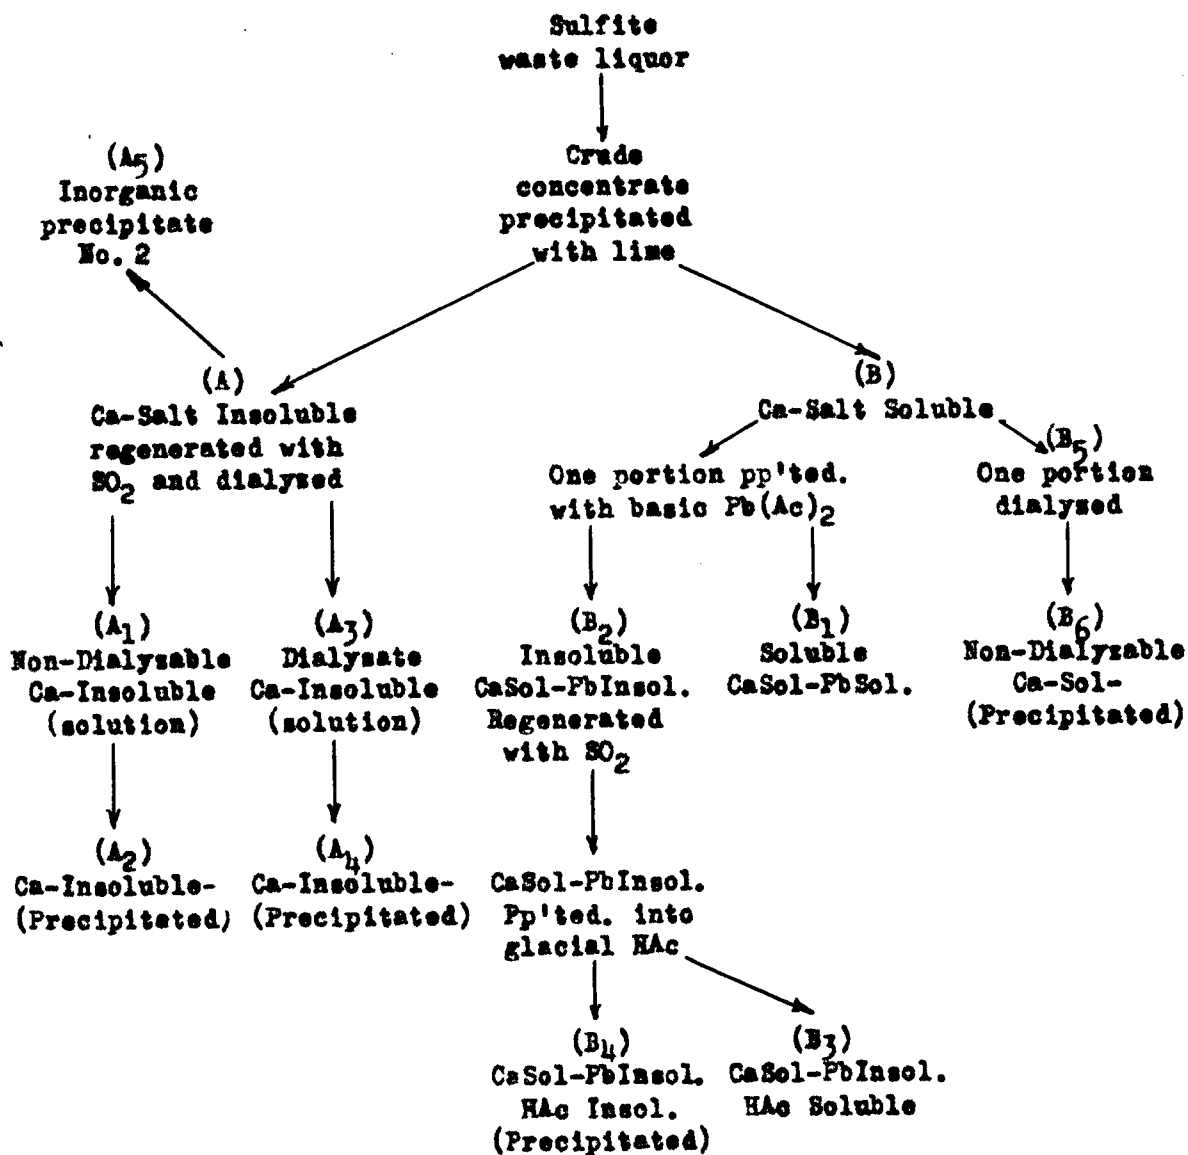 Sulfite
waste liquor
(A5)
Inorganic
precipitate
No. 2
Crude
concentrate
precipitated
with lime
(A)
Ca-Salt Insoluble
regenerated with
SO2 and dialyzed
(B)
Ca-Salt Soluble
One portion pp'ted.
with basic Pb(Ac)2
(B5)
One portion
dialyzed
(A1)
Non-Dialyzable
Ca-Insoluble
(solution)
(A3)
Dialyzate
Ca-Insoluble
(solution)
(B2)
Insoluble
CaSol-PbInsol.
Regenerated
with SO2
(B1)
Soluble
CaSol-PbSol.
(B6)
Non-Dialyzable
Ca-Sol-
(Precipitated)
(A2)
Ca-Insoluble-
(Precipitated)
(A4)
Ca-Insoluble-
(Precipitated)
CaSol-PbInsol.
Pp'ted. into
glacial HAc
(B4)
CaSol-PbInsol.
HAc Insol.
(Precipitated)
(B3)
CaSol-PbInsol.
HAc Soluble